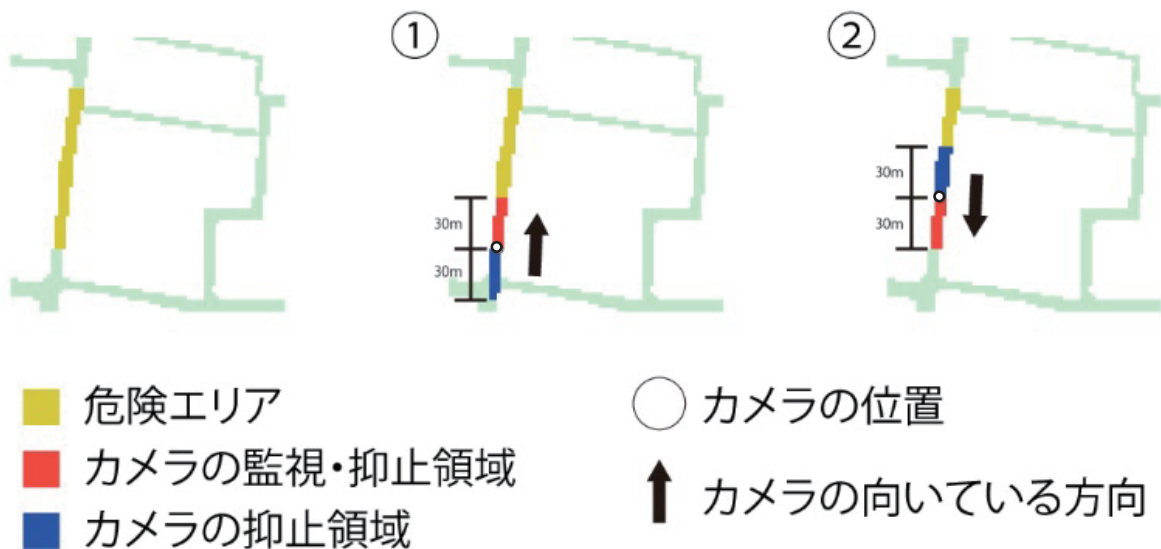 ① ②
30m 30m
30m 30m
危険エリア
カメラの監視・抑止領域
カメラの抑止領域
カメラの位置
カメラの向いている方向